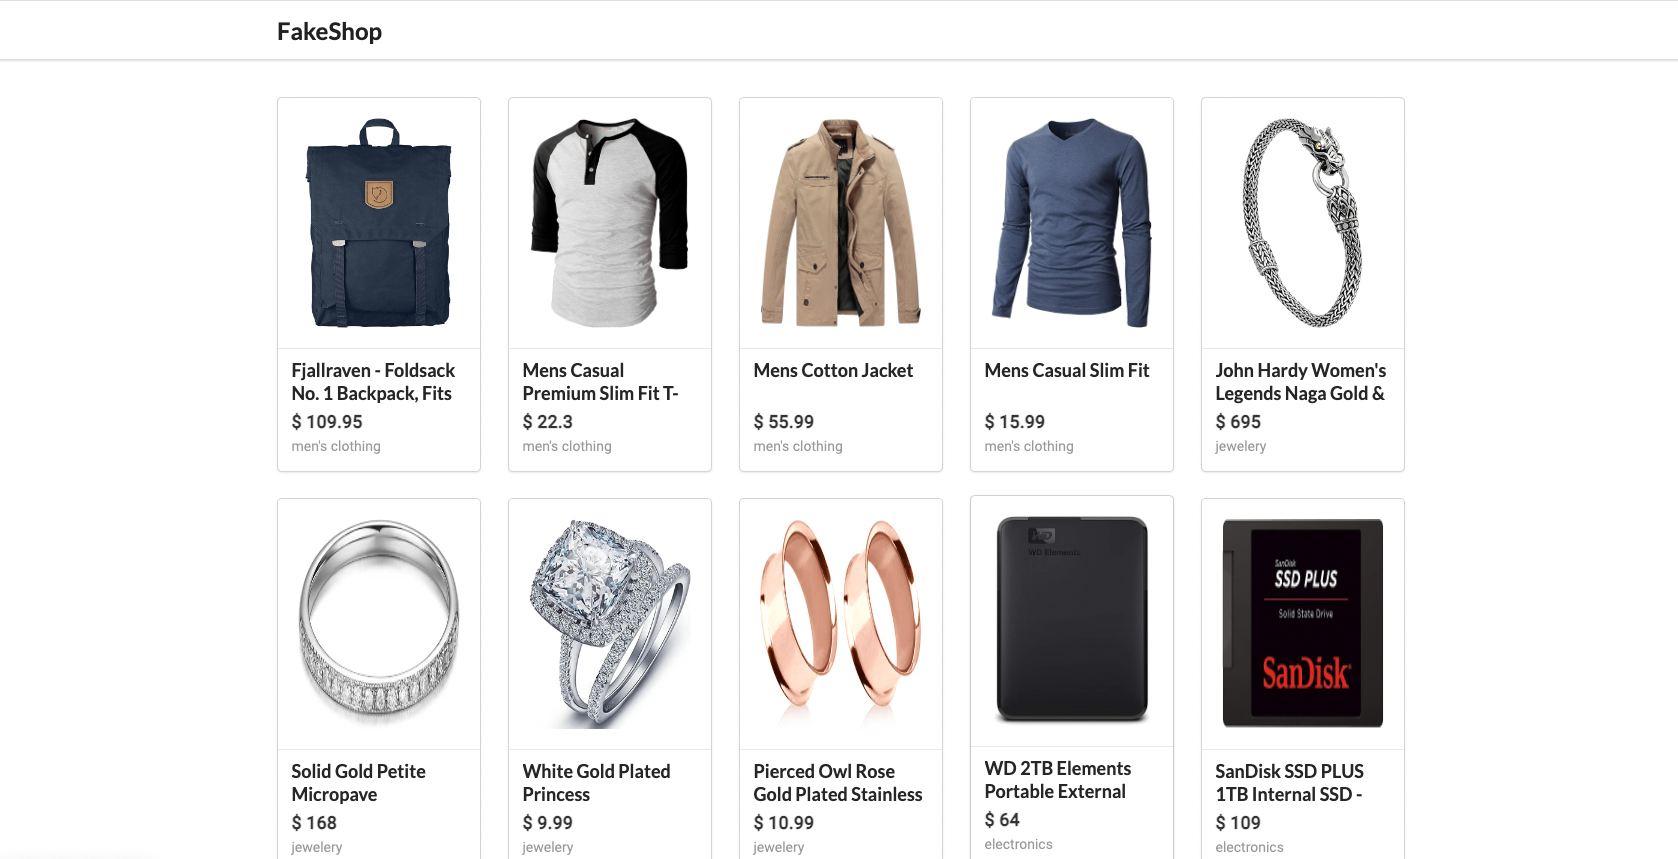 FakeShop
Fjallraven - Foldsack
No. 1 Backpack, Fits
$ 109.95
men's clothing
Mens Casual
Premium Slim Fit T-
$ 22.3
men's clothing
Mens Cotton Jacket
$ 55.99
men's clothing
Mens Casual Slim Fit
$ 15.99
men's clothing
John Hardy Women's
Legends Naga Gold &
$ 695
jewelery
WD
WD Elements
SanDisk
SSD PLUS
Solid State Drive
SanDisk
Solid Gold Petite
Micropave
$ 168
jewelery
White Gold Plated
Princess
$ 9.99
jewelery
Pierced Owl Rose
Gold Plated Stainless
$ 10.99
jewelery
WD 2TB Elements
Portable External
$ 64
electronics
SanDisk SSD PLUS
1TB Internal SSD -
$ 109
electronics